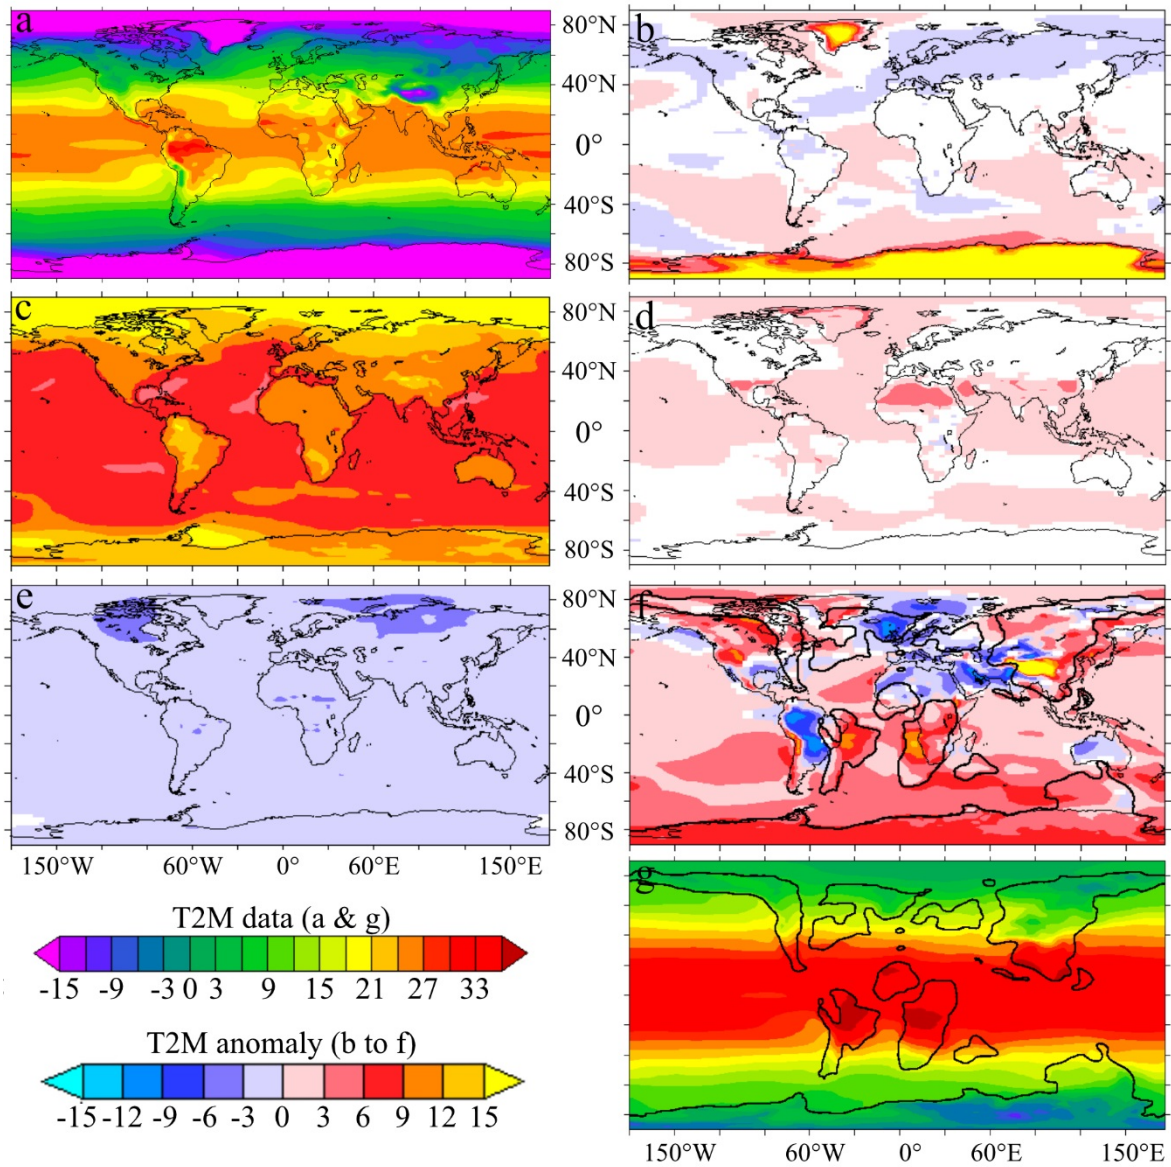 a
80°N
40°N
0°
40°S
80°S
b
c
80°N
40°N
0°
40°S
80°S
d
e
80°N
40°N
0°
40°S
80°S
f
150°W 60°W 0° 60°E 150°E
g
T2M data (a & g)
-15 -9 -3 0 3 9 15 21 27 33
T2M anomaly (b to f)
-15 -12 -9 -6 -3 0 3 6 9 12 15
150°W 60°W 0° 60°E 150°E